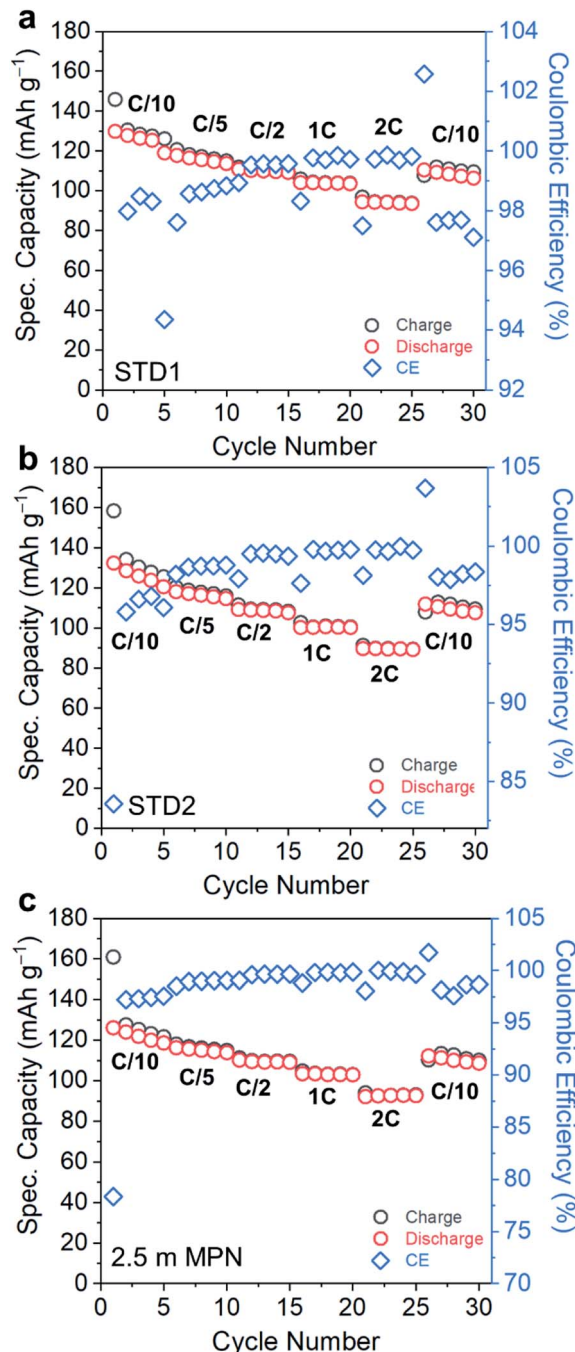 a
Spec. Capacity (mAh g⁻¹)
180
160
140
120
100
80
60
40
20
0
C/10
C/5
C/2
1C
2C
C/10
104
102
100
98
96
94
92
Coulombic Efficiency (%)
Charge
Discharge
CE
STD1
0 5 10 15 20 25 30
Cycle Number
b
Spec. Capacity (mAh g⁻¹)
180
160
140
120
100
80
60
40
20
0
C/10
C/5
C/2
1C
2C
C/10
105
100
95
90
85
Coulombic Efficiency (%)
Charge
Discharge
CE
STD2
0 5 10 15 20 25 30
Cycle Number
c
Spec. Capacity (mAh g⁻¹)
180
160
140
120
100
80
60
40
20
0
C/10
C/5
C/2
1C
2C
C/10
105
100
95
90
85
80
75
70
Coulombic Efficiency (%)
Charge
Discharge
CE
2.5 m MPN
0 5 10 15 20 25 30
Cycle Number